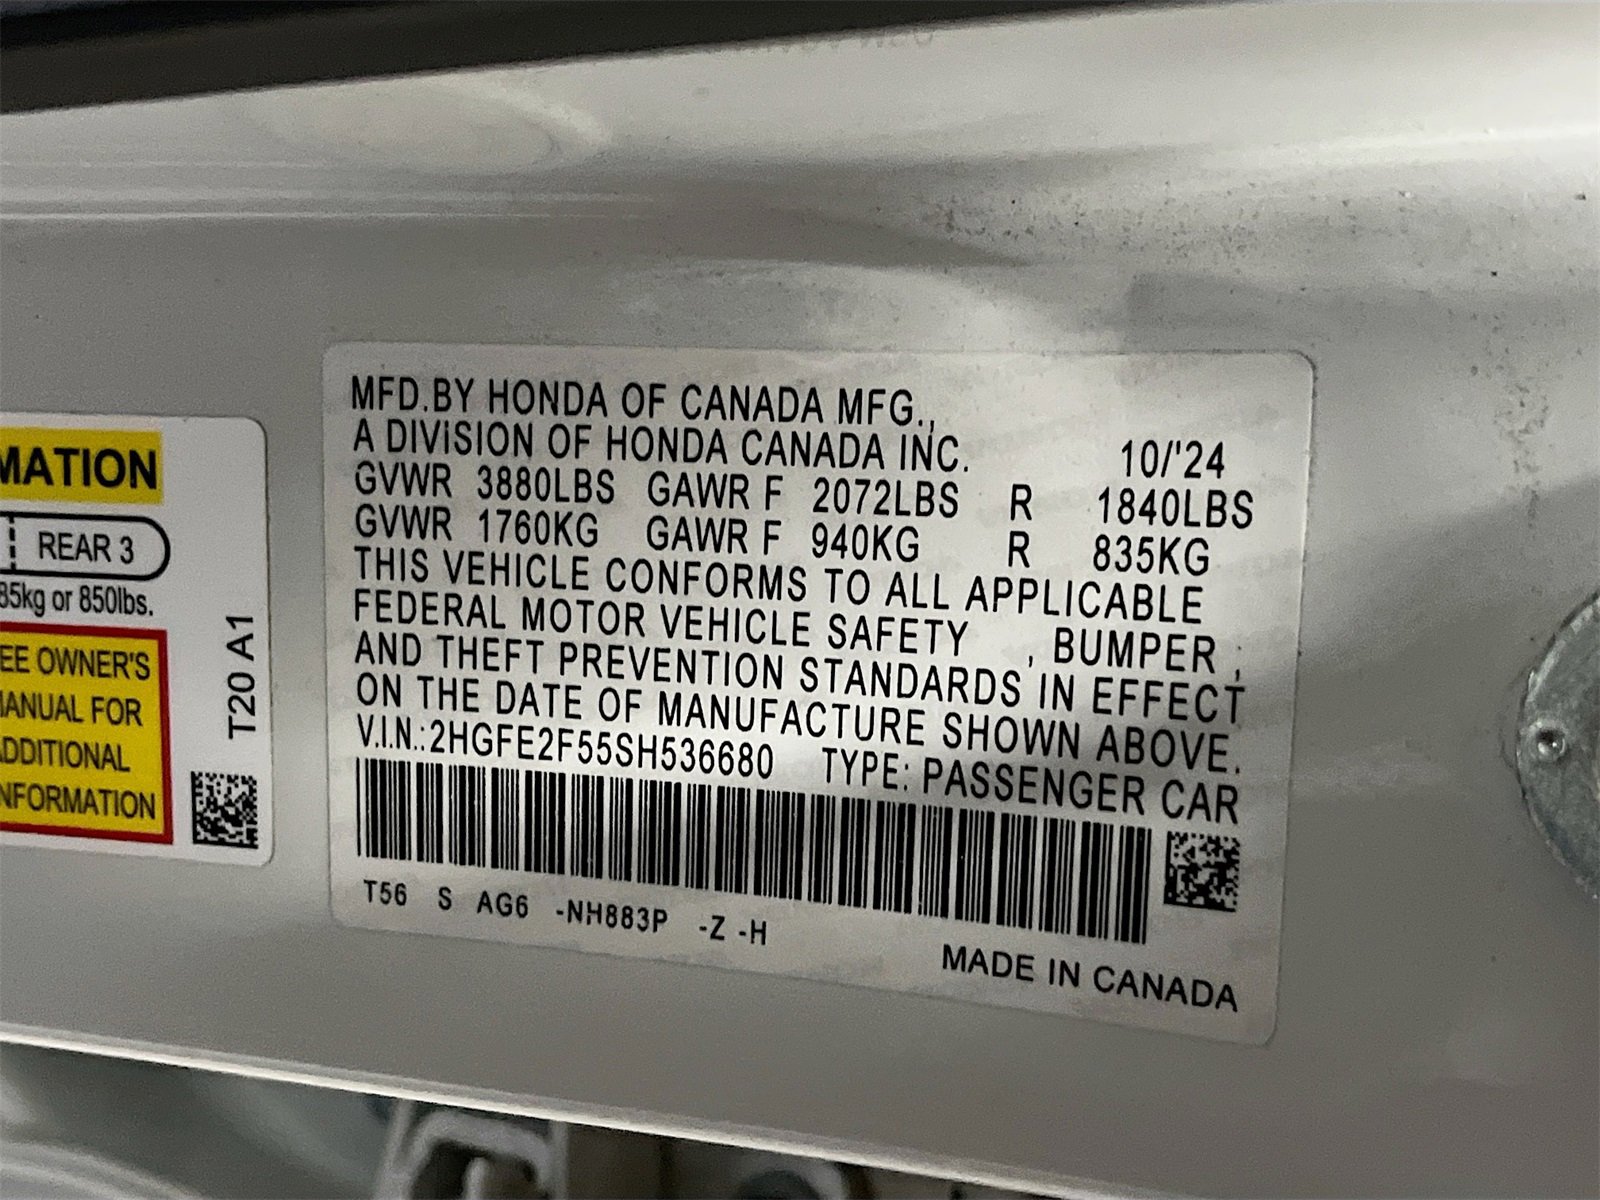 MATION
REAR 3
85kg or 850lbs.
EE OWNER'S
ANUAL FOR
DDITIONAL
NFORMATION
T20 A1
MFD.BY HONDA OF CANADA MFG.,
A DIVISION OF HONDA CANADA INC. 10/'24
GVWR 3880LBS GAWR F 2072LBS R 1840LBS
GVWR 1760KG GAWR F 940KG R 835KG
THIS VEHICLE CONFORMS TO ALL APPLICABLE
FEDERAL MOTOR VEHICLE SAFETY , BUMPER ,
AND THEFT PREVENTION STANDARDS IN EFFECT
ON THE DATE OF MANUFACTURE SHOWN ABOVE.
V.I.N.:2HGFE2F55SH536680 TYPE: PASSENGER CAR
T56 S AG6 -NH883P -Z -H
MADE IN CANADA